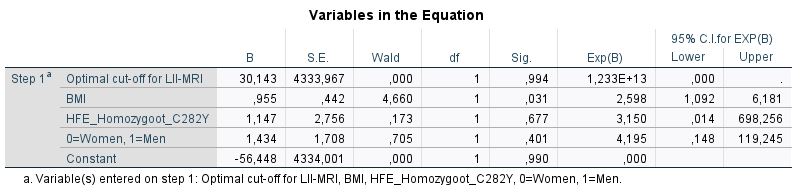 Variables in the Equation
95% C.I.for EXP(B)
B S.E. Wald df Sig. Exp(B) Lower Upper
Step 1a Optimal cut-off for LII-MRI 30,143 4333,967 ,000 1 ,994 1,233E+13 ,000 .
BMI ,955 ,442 4,660 1 ,031 2,598 1,092 6,181
HFE_Homozygoot_C282Y 1,147 2,756 ,173 1 ,677 3,150 ,014 698,256
0=Women, 1=Men 1,434 1,708 ,705 1 ,401 4,195 ,148 119,245
Constant -56,448 4334,001 ,000 1 ,990 ,000
a. Variable(s) entered on step 1: Optimal cut-off for LII-MRI, BMI, HFE_Homozygoot_C282Y, 0=Women, 1=Men.